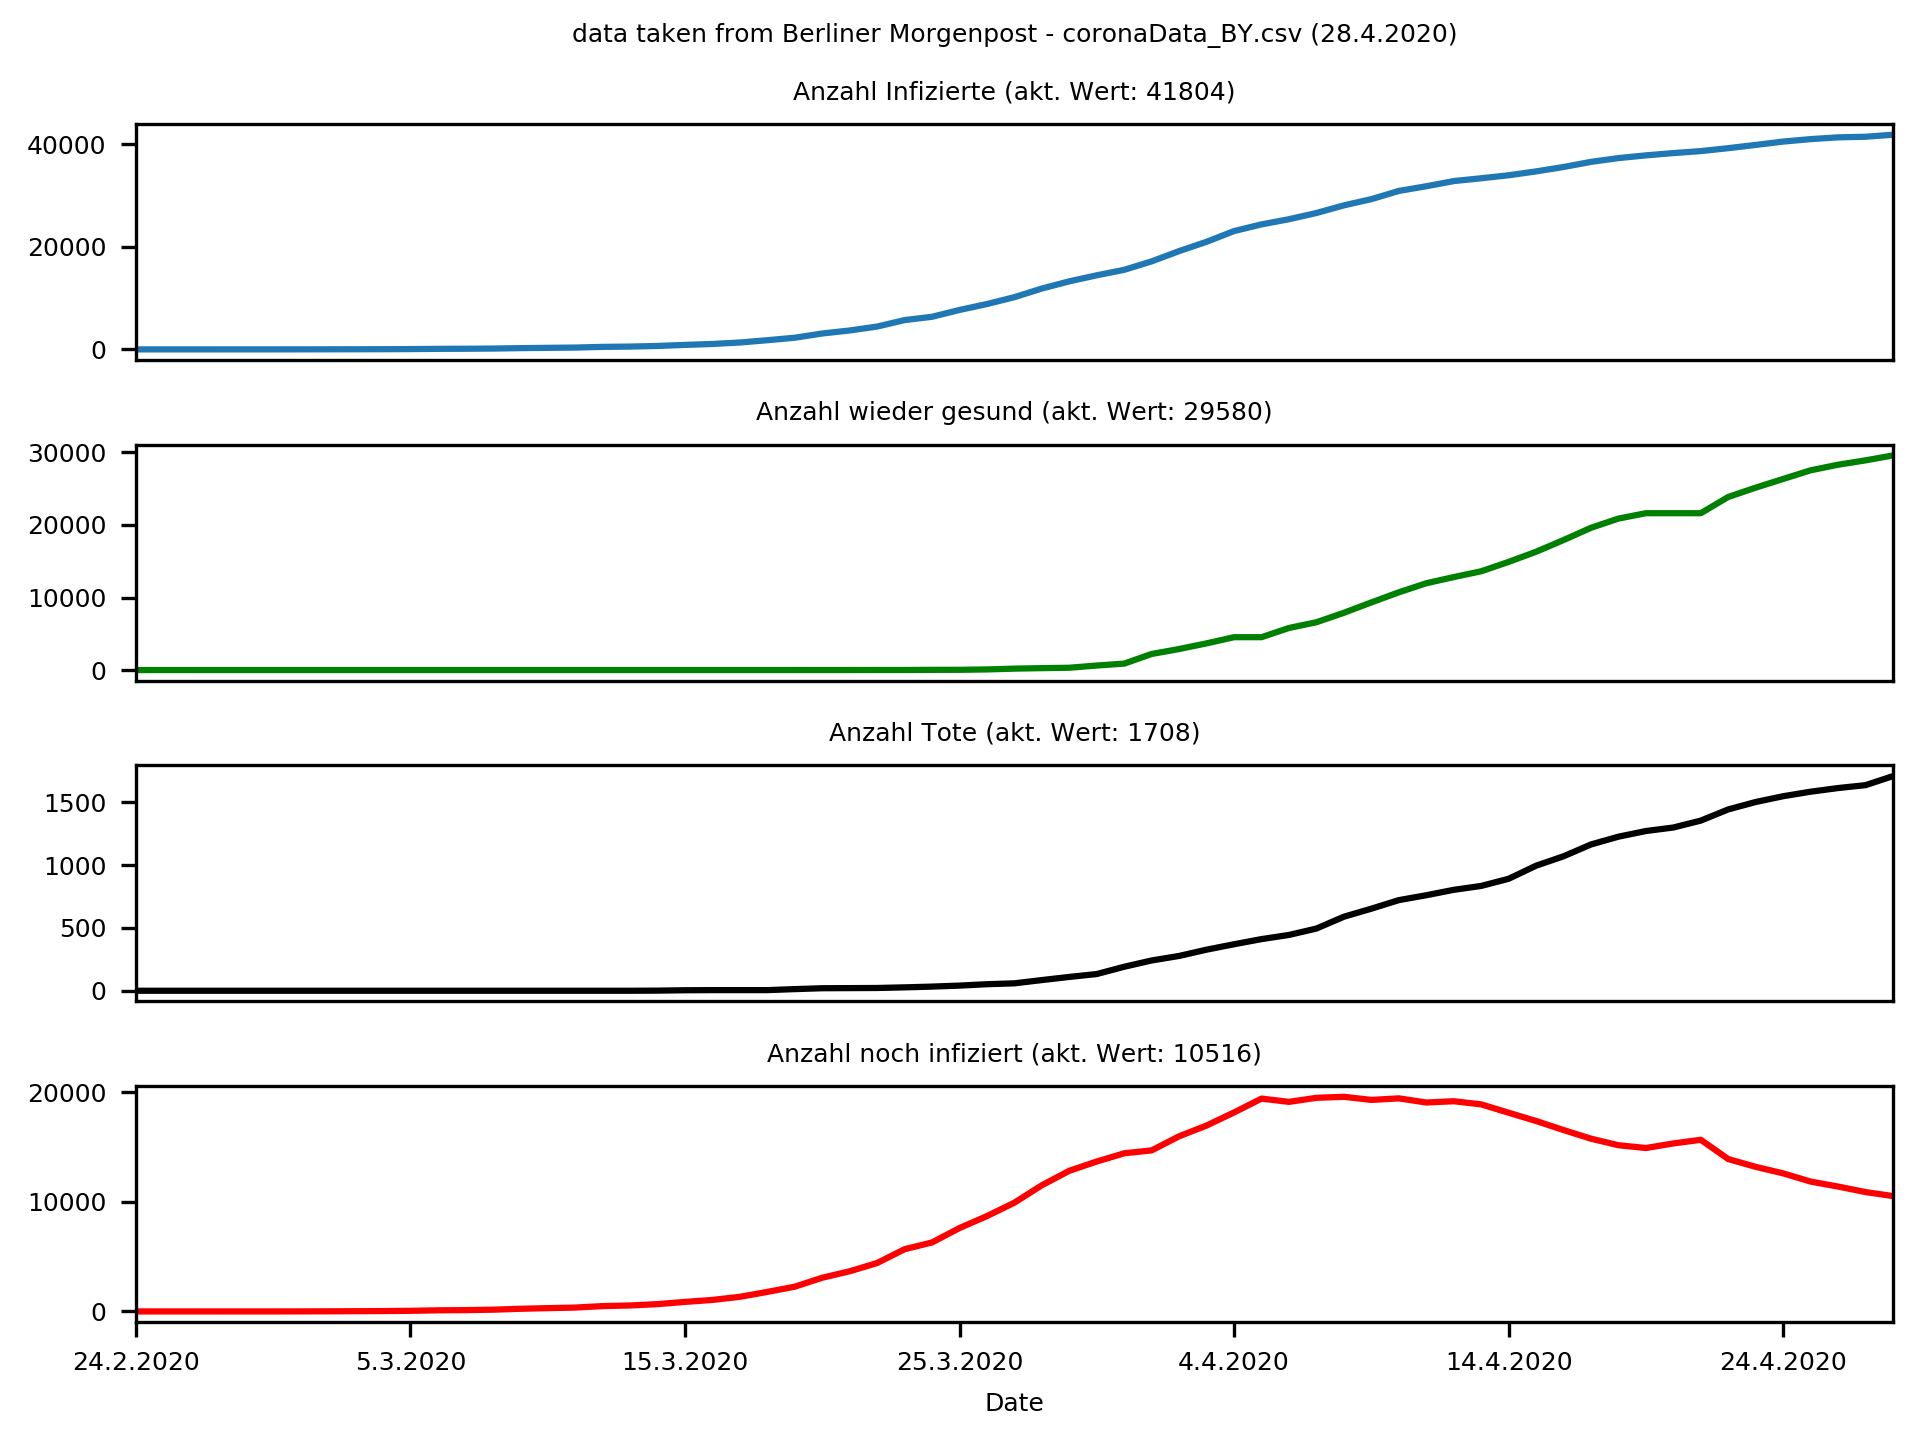 data taken from Berliner Morgenpost - coronaData_BY.csv (28.4.2020)
Anzahl Infizierte (akt. Wert: 41804)
40000
20000
0
Anzahl wieder gesund (akt. Wert: 29580)
30000
20000
10000
0
Anzahl Tote (akt. Wert: 1708)
1500
1000
500
0
Anzahl noch infiziert (akt. Wert: 10516)
20000
10000
0
24.2.2020 5.3.2020 15.3.2020 25.3.2020 4.4.2020 14.4.2020 24.4.2020
Date